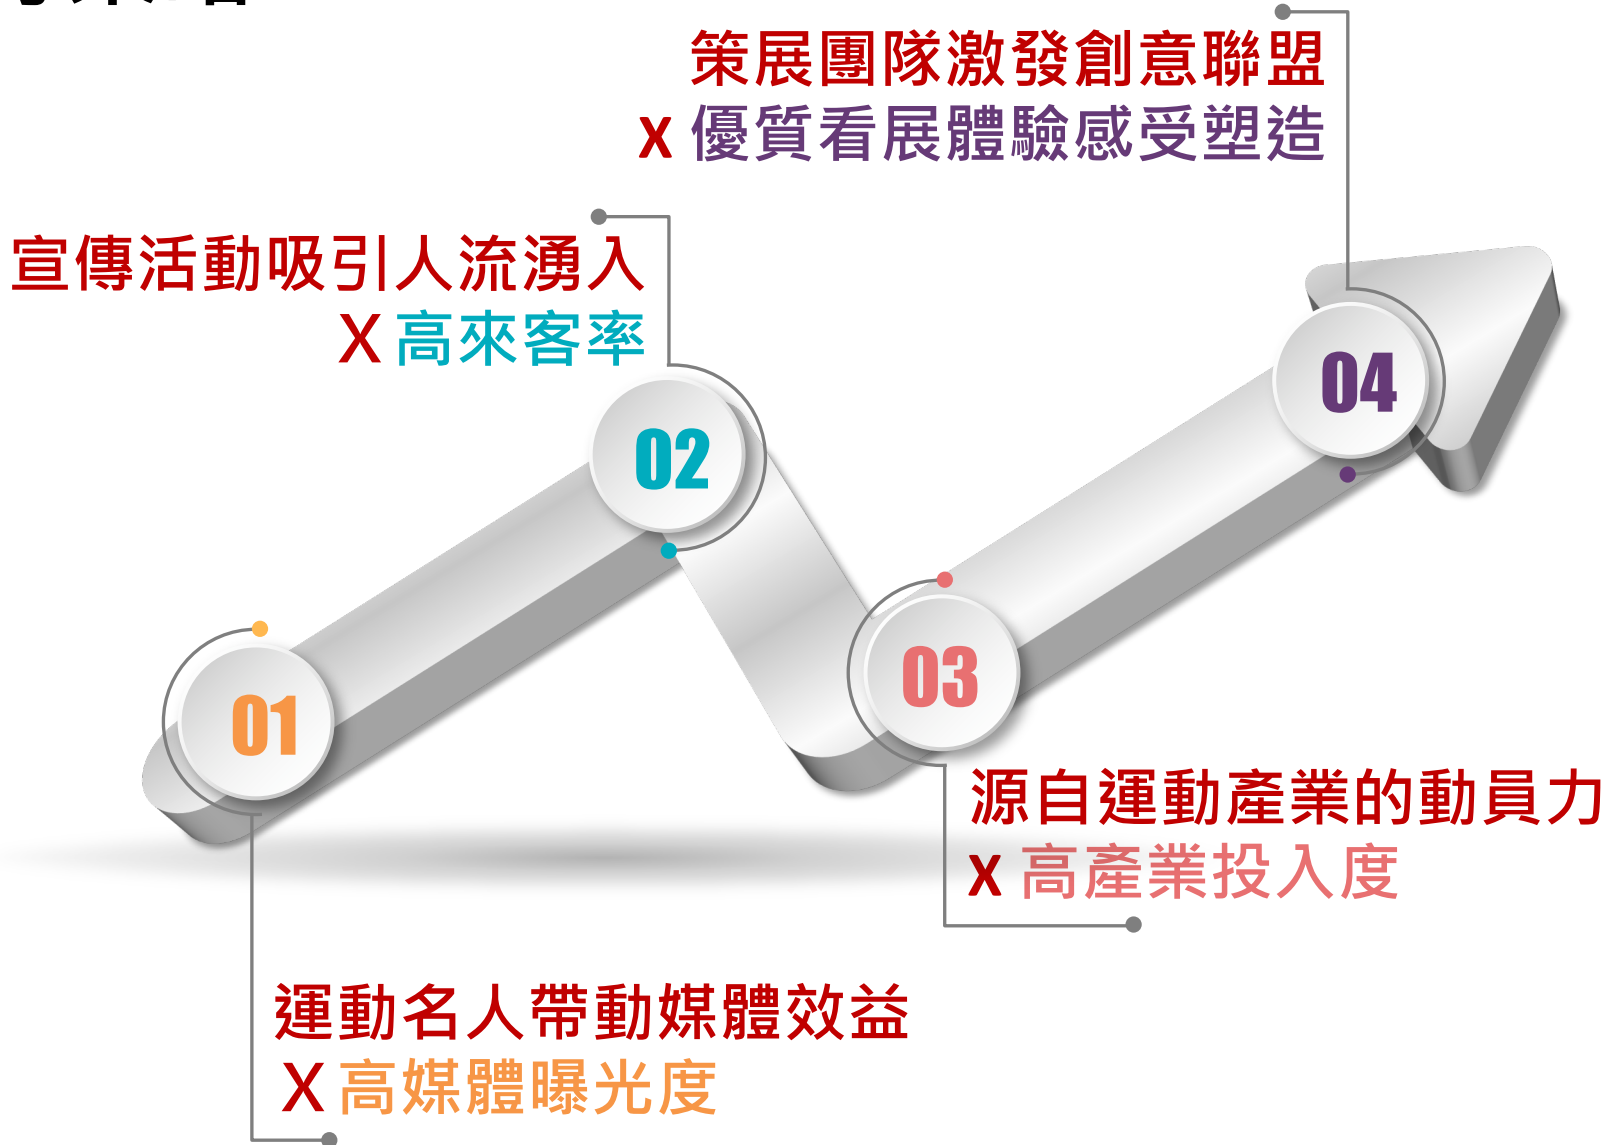 策展團隊激發創意聯盟
X 優質看展體驗感受塑造
宣傳活動吸引人流湧入
X 高來客率
04
02
03
01
源自運動產業的動員力
X 高產業投入度
運動名人帶動媒體效益
X 高媒體曝光度